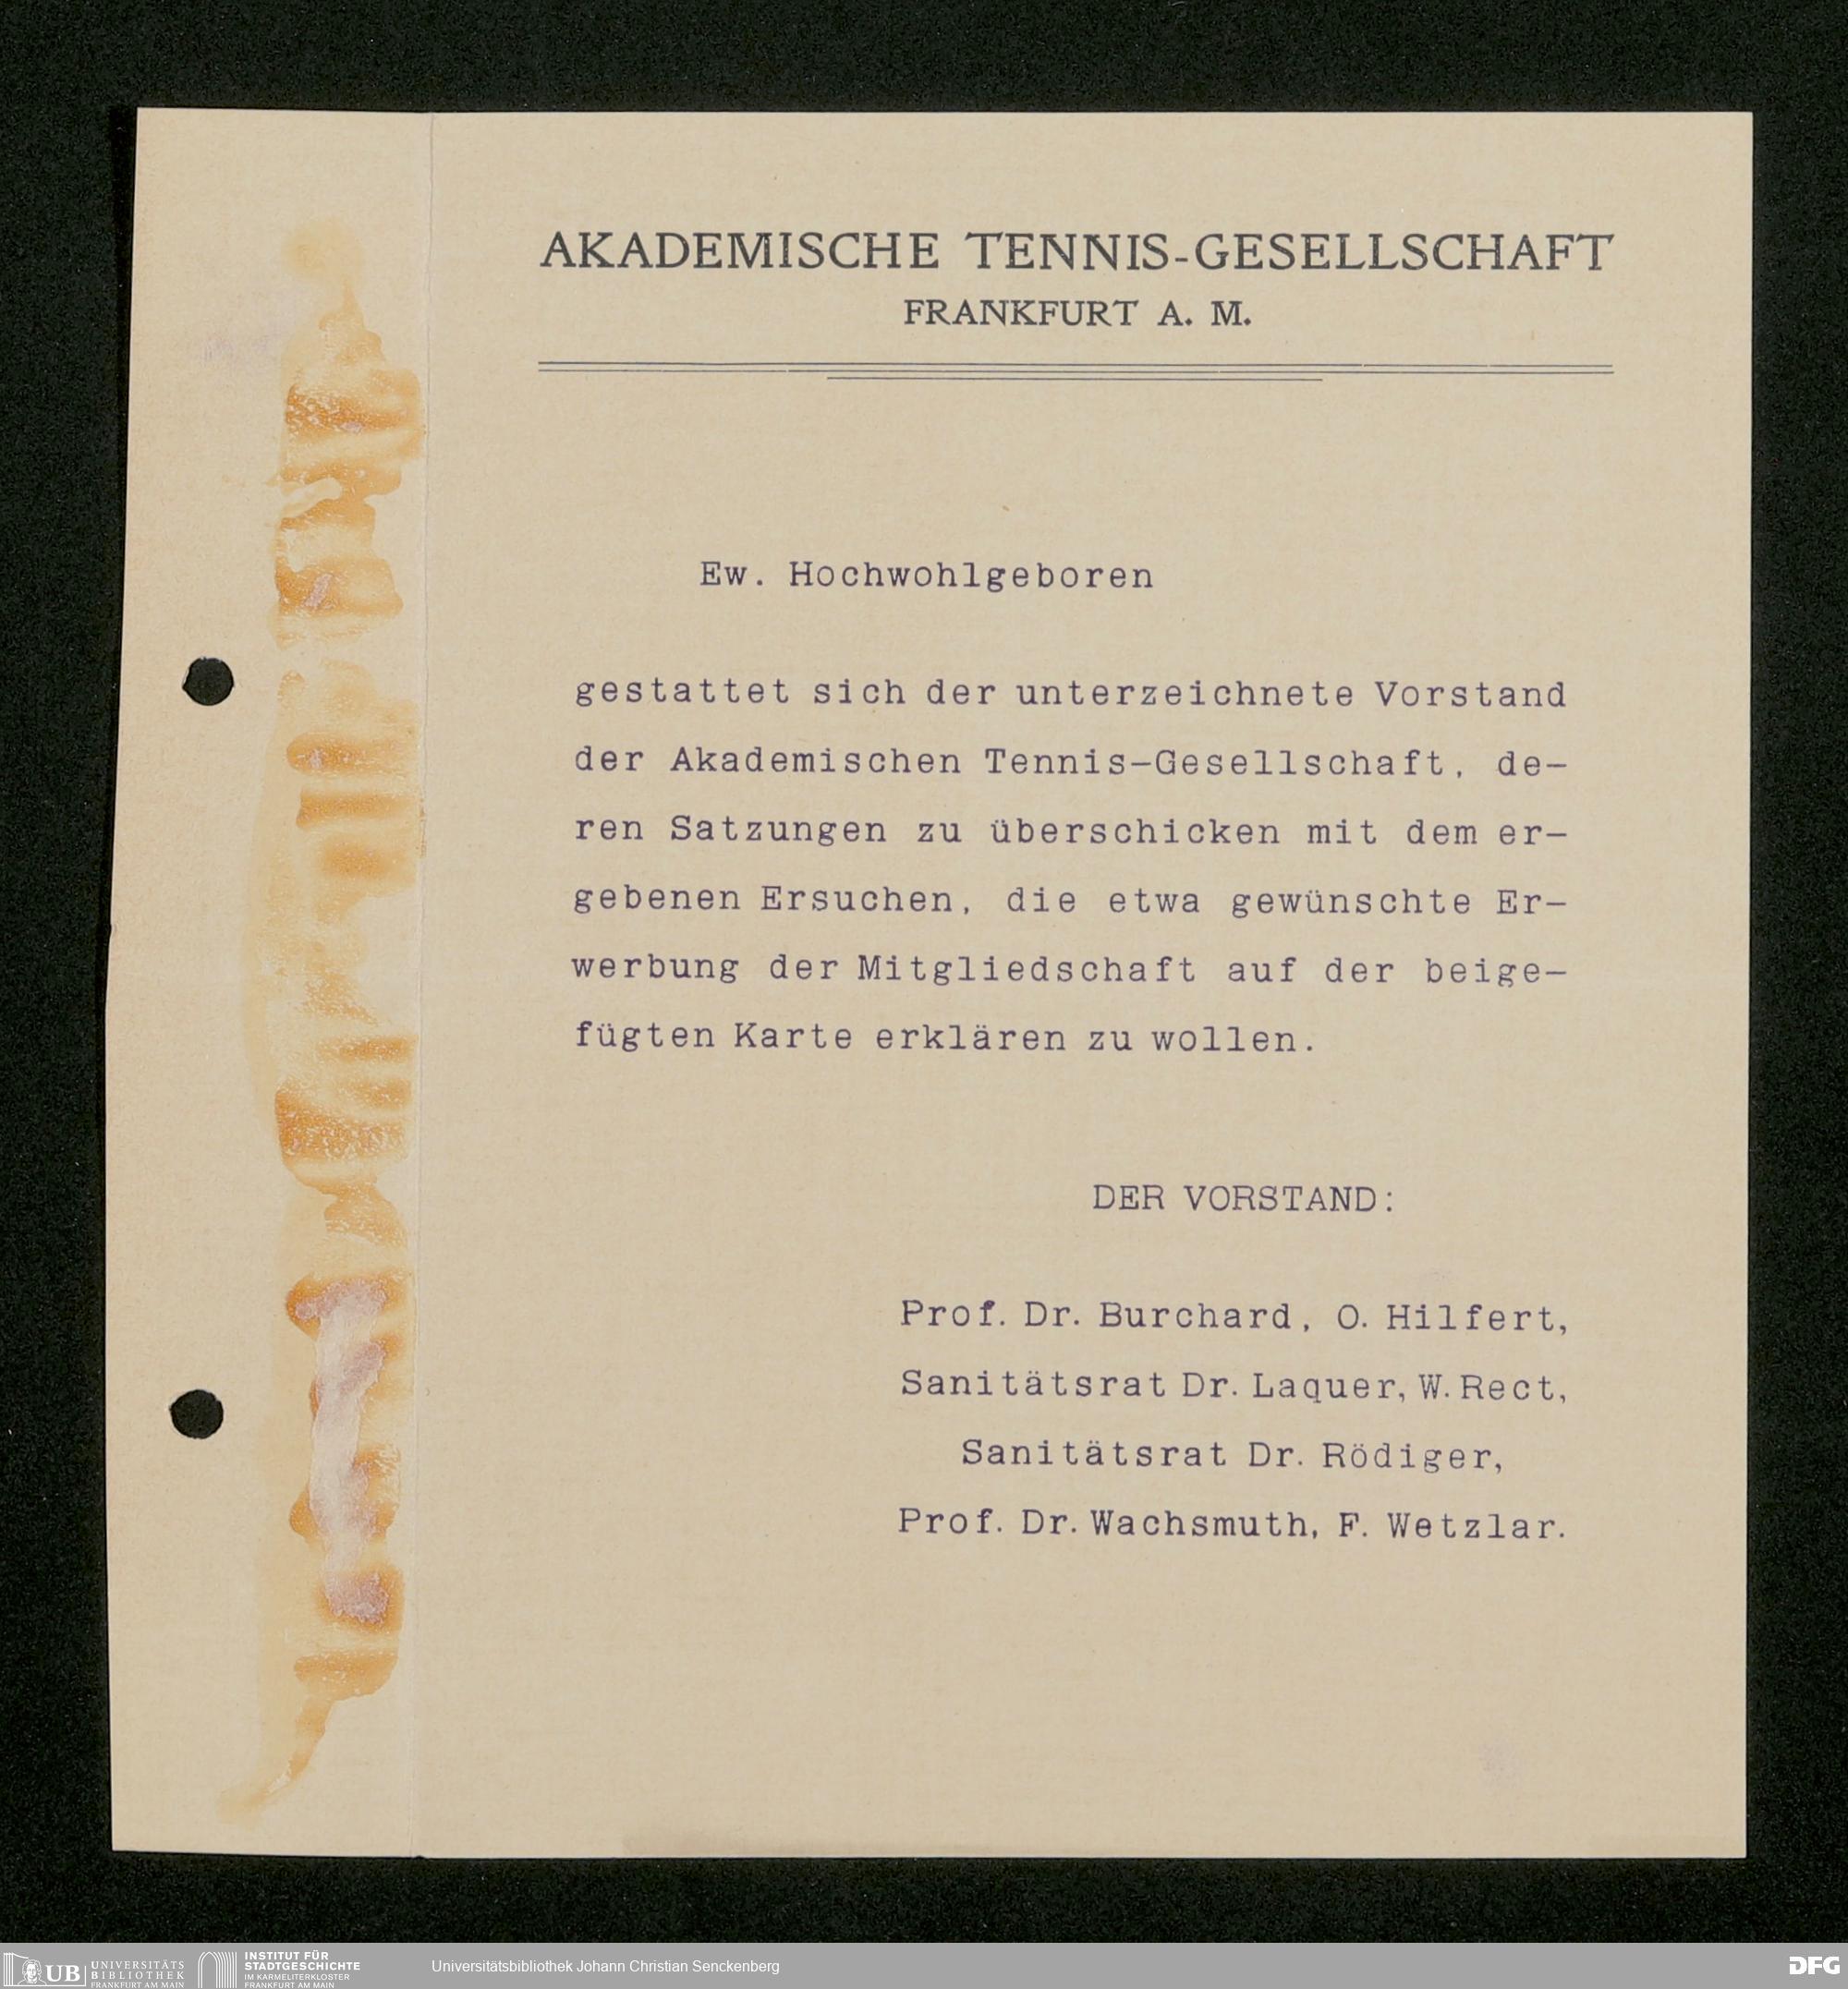 AKADEMISCHE TENNIS-GESELLSCHAFT
FRANKFURT A. M.
Ew. Hochwohlgeboren
gestattet sich der unterzeichnete Vorstand
der Akademischen Tennis-Gesellschaft, de-
ren Satzungen zu überschicken mit dem er-
gebenen Ersuchen, die etwa gewünschte Er-
werbung der Mitgliedschaft auf der beige-
fügten Karte erklären zu wollen.
DER VORSTAND:
Prof. Dr. Burchard, O. Hilfert,
Sanitätsrat Dr. Laquer, W. Rect,
Sanitätsrat Dr. Rödiger,
Prof. Dr. Wachsmuth, F. Wetzlar.
UB
UNIVERSITÄTS
BIBLIOTHEK
FRANKFURT AM MAIN
INSTITUT FÜR
STADTGESCHICHTE
IM KARMELITERKLOSTER
FRANKFURT AM MAIN
Universitätsbibliothek Johann Christian Senckenberg
DFG